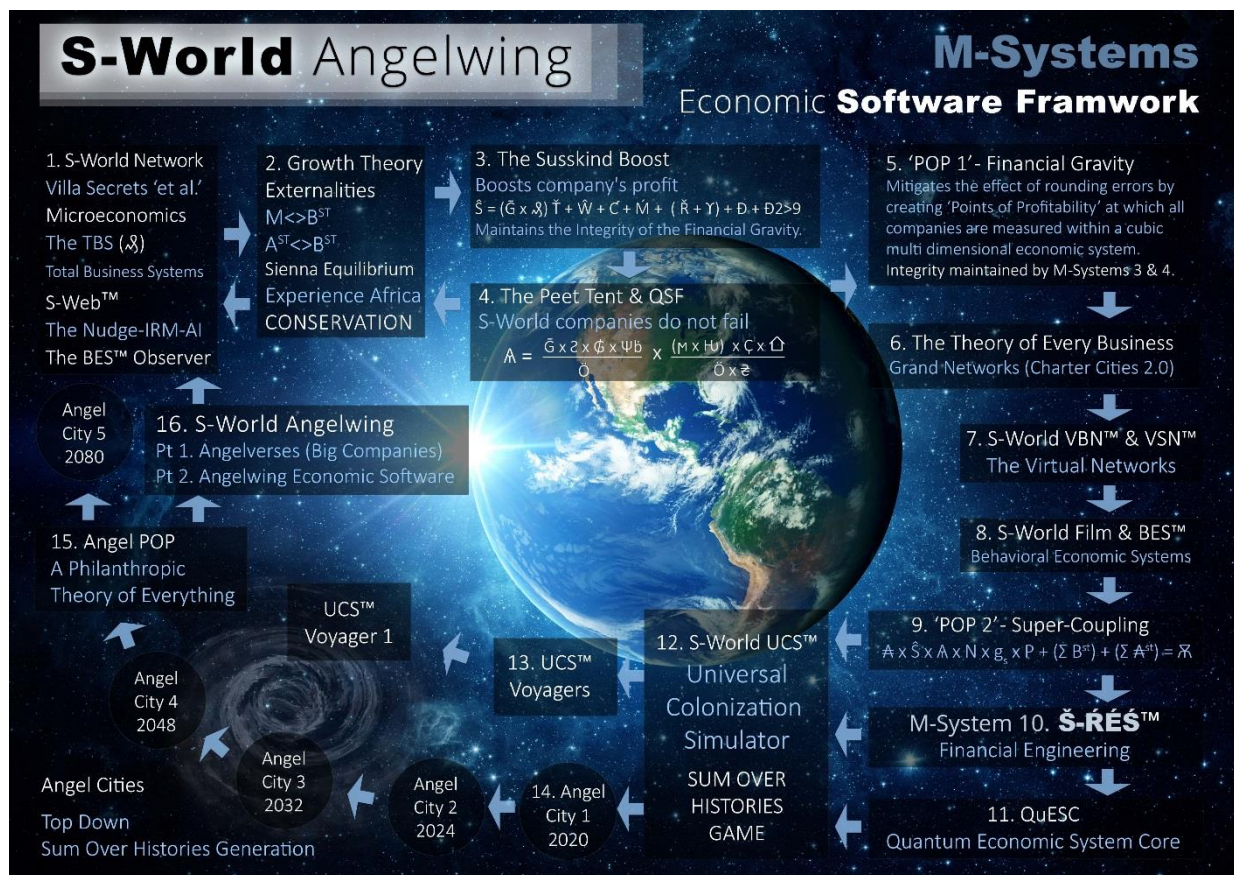 S-World Angelwing
M-Systems
Economic Software Framwork
1. S-World Network
Villa Secrets ‘et al.’
Microeconomics
The TBS (᎑)
Total Business Systems
S-Web™
The Nudge-IRM-AI
The BES™ Observer
2. Growth Theory
Externalities
M<>Bˢᵀ
Aˢᵀ<>Bˢᵀ
Sienna Equilibrium
Experience Africa
CONSERVATION
3. The Susskind Boost
Boosts company's profit
Maintains the Integrity of the Financial Gravity.
4. The Peet Tent & QSF
S-World companies do not fail
5. ‘POP 1’- Financial Gravity
Mitigates the effect of rounding errors by
creating ‘Points of Profitability’ at which all
companies are measured within a cubic
multi dimensional economic system.
Integrity maintained by M-Systems 3 & 4.
6. The Theory of Every Business
Grand Networks (Charter Cities 2.0)
7. S-World VBN™ & VSN™
The Virtual Networks
8. S-World Film & BES™
Behavioral Economic Systems
9. ‘POP 2’- Super-Coupling
M-System 10. Š-ŔÉŚ™
Financial Engineering
11. QuESC
Quantum Economic System Core
12. S-World UCS™
Universal
Colonization
Simulator
SUM OVER
HISTORIES
GAME
13. UCS™
Voyagers
UCS™
Voyager 1
14. Angel
City 1
2020
Angel
City 2
2024
Angel
City 3
2032
Angel
City 4
2048
15. Angel POP
A Philanthropic
Theory of Everything
Angel
City 5
2080
16. S-World Angelwing
Pt 1. Angelverses (Big Companies)
Pt 2. Angelwing Economic Software
Angel Cities
Top Down
Sum Over Histories Generation